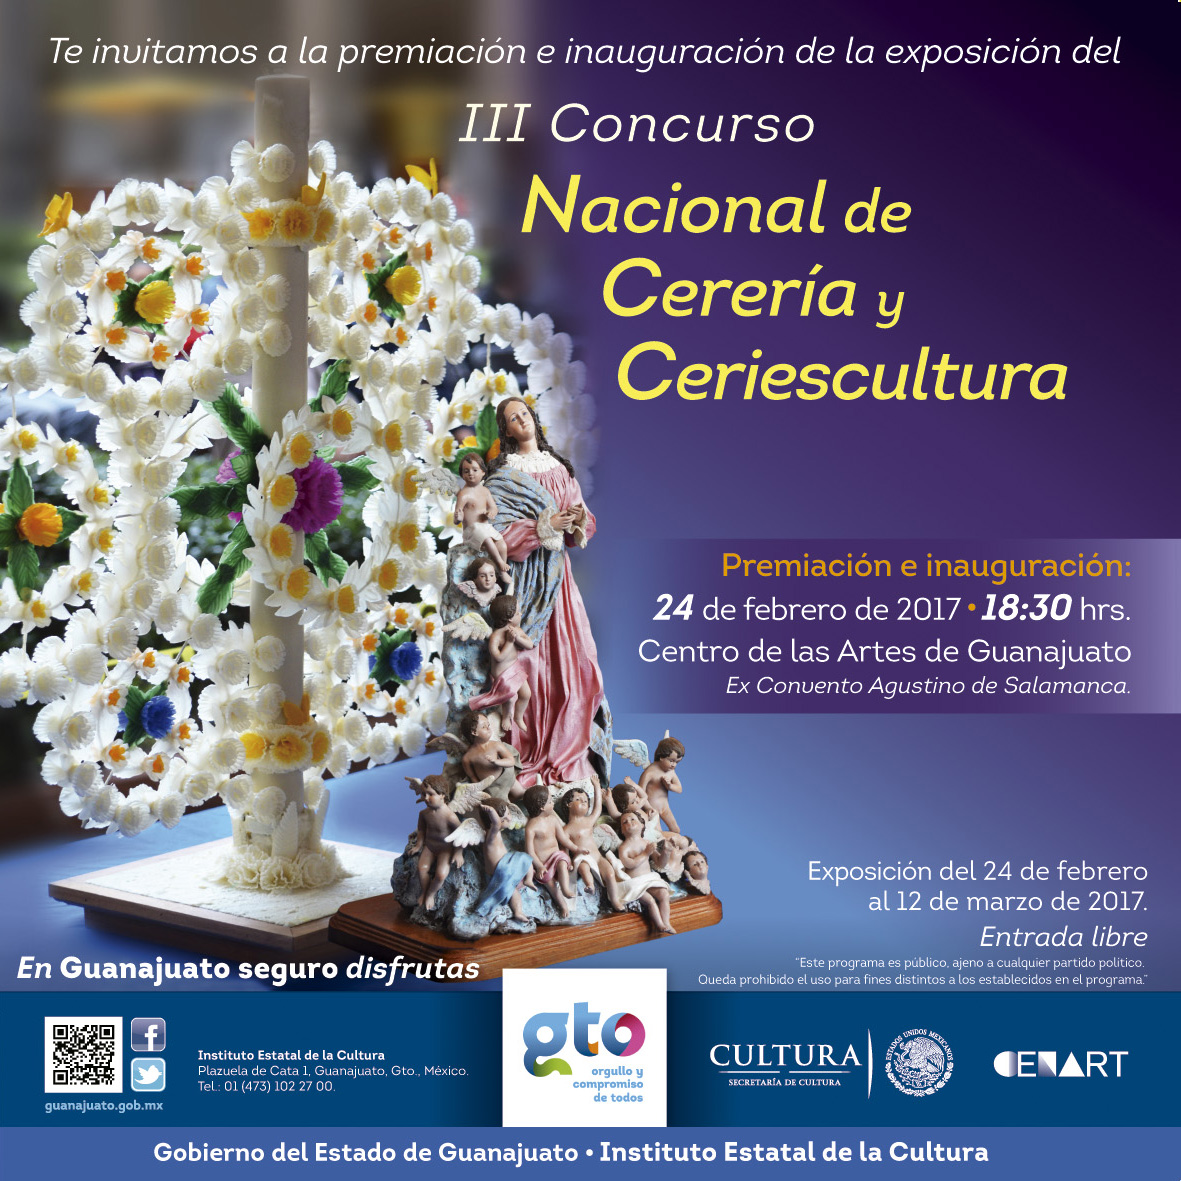 Te invitamos a la premiación e inauguración de la exposición del
III Concurso
Nacional de
Cerería y
Ceriescultura
Premiación e inauguración:
24 de febrero de 2017 • 18:30 hrs.
Centro de las Artes de Guanajuato
Ex Convento Agustino de Salamanca.
Exposición del 24 de febrero
al 12 de marzo de 2017.
Entrada libre
"Este programa es público, ajeno a cualquier partido político.
Queda prohibido el uso para fines distintos a los establecidos en el programa."
En Guanajuato seguro disfrutas
guanajuato.gob.mx
Instituto Estatal de la Cultura
Plazuela de Cata 1, Guanajuato, Gto., México.
Tel.: 01 (473) 102 27 00.
gto
orgullo y
compromiso
de todos
CULTURA
SECRETARÍA DE CULTURA
ESTADOS UNIDOS MEXICANOS
CENART
Gobierno del Estado de Guanajuato • Instituto Estatal de la Cultura